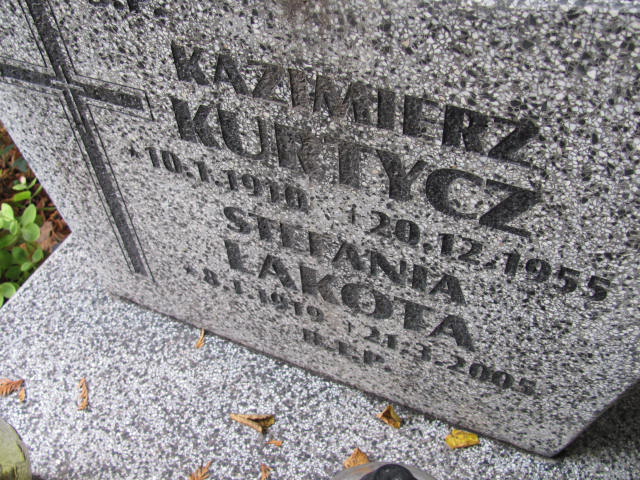 KAZIMIERZ
KURTYCZ
* 10.1.1910 † 20.12.1955
STEFANIA
ŁAKOTA
* 8.1.1919 † 21.3.2005
R.I.P.